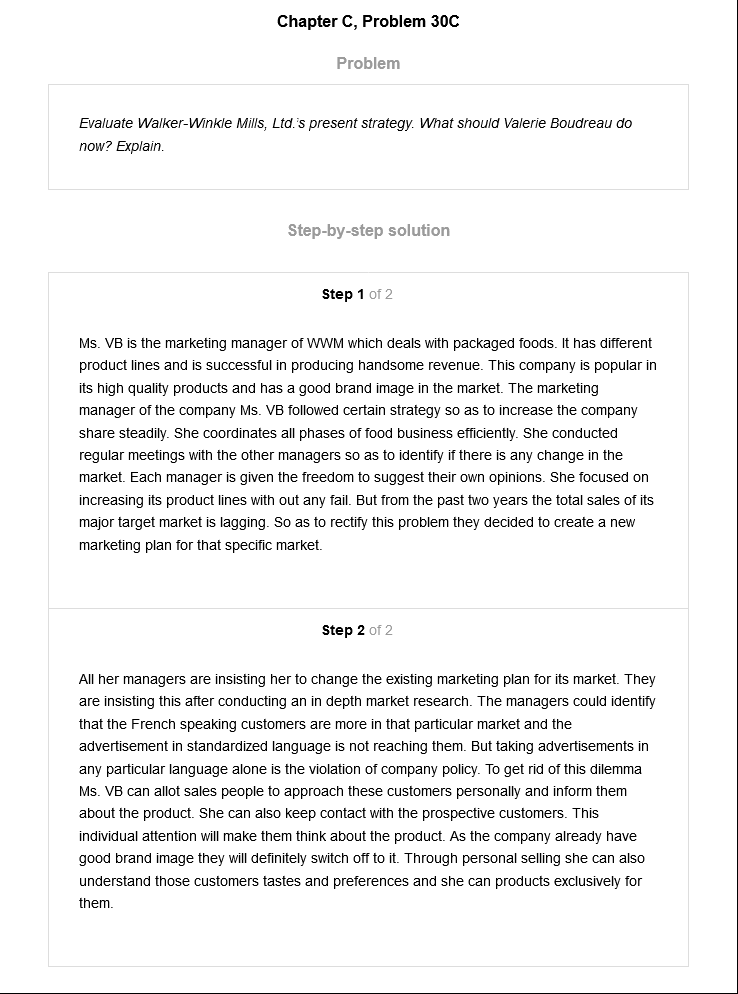 Chapter C, Problem 30C
Problem
Evaluate Walker-Winkle Mills, Ltd.'s present strategy. What should Valerie Boudreau do
now? Explain.
Step-by-step solution
Step 1 of 2
Ms. VB is the marketing manager of WWM which deals with packaged foods. It has different
product lines and is successful in producing handsome revenue. This company is popular in
its high quality products and has a good brand image in the market. The marketing
manager of the company Ms. VB followed certain strategy so as to increase the company
share steadily. She coordinates all phases of food business efficiently. She conducted
regular meetings with the other managers so as to identify if there is any change in the
market. Each manager is given the freedom to suggest their own opinions. She focused on
increasing its product lines with out any fail. But from the past two years the total sales of its
major target market is lagging. So as to rectify this problem they decided to create a new
marketing plan for that specific market.
Step 2 of 2
All her managers are insisting her to change the existing marketing plan for its market. They
are insisting this after conducting an in depth market research. The managers could identify
that the French speaking customers are more in that particular market and the
advertisement in standardized language is not reaching them. But taking advertisements in
any particular language alone is the violation of company policy. To get rid of this dilemma
Ms. VB can allot sales people to approach these customers personally and inform them
about the product. She can also keep contact with the prospective customers. This
individual attention will make them think about the product. As the company already have
good brand image they will definitely switch off to it. Through personal selling she can also
understand those customers tastes and preferences and she can products exclusively for
them.